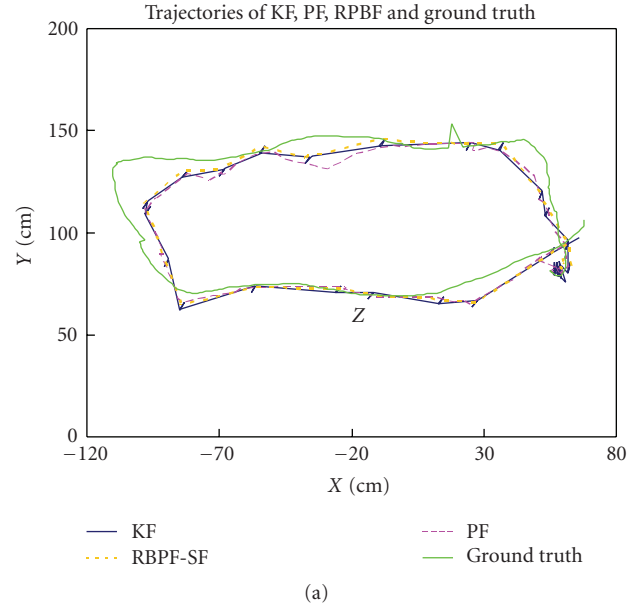 Trajectories of KF, PF, RPBF and ground truth
200
150
100
50
0
Y (cm)
Z
−120
−70
−20
30
80
X (cm)
KF
PF
RBPF-SF
Ground truth
(a)